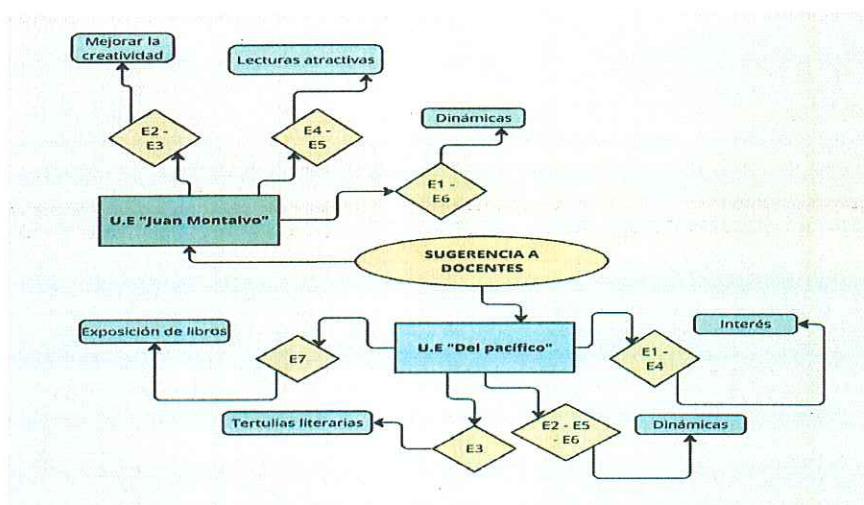 Mejorar la
creatividad
Lecturas atractivas
Dinámicas
E2 -
E3
E4 -
E5
E1 -
E6
U.E "Juan Montalvo"
SUGERENCIA A
DOCENTES
Exposición de libros
E7
U.E "Del pacífico"
E1 -
E4
Interés
Tertulias literarias
E3
E2 - E5
- E6
Dinámicas